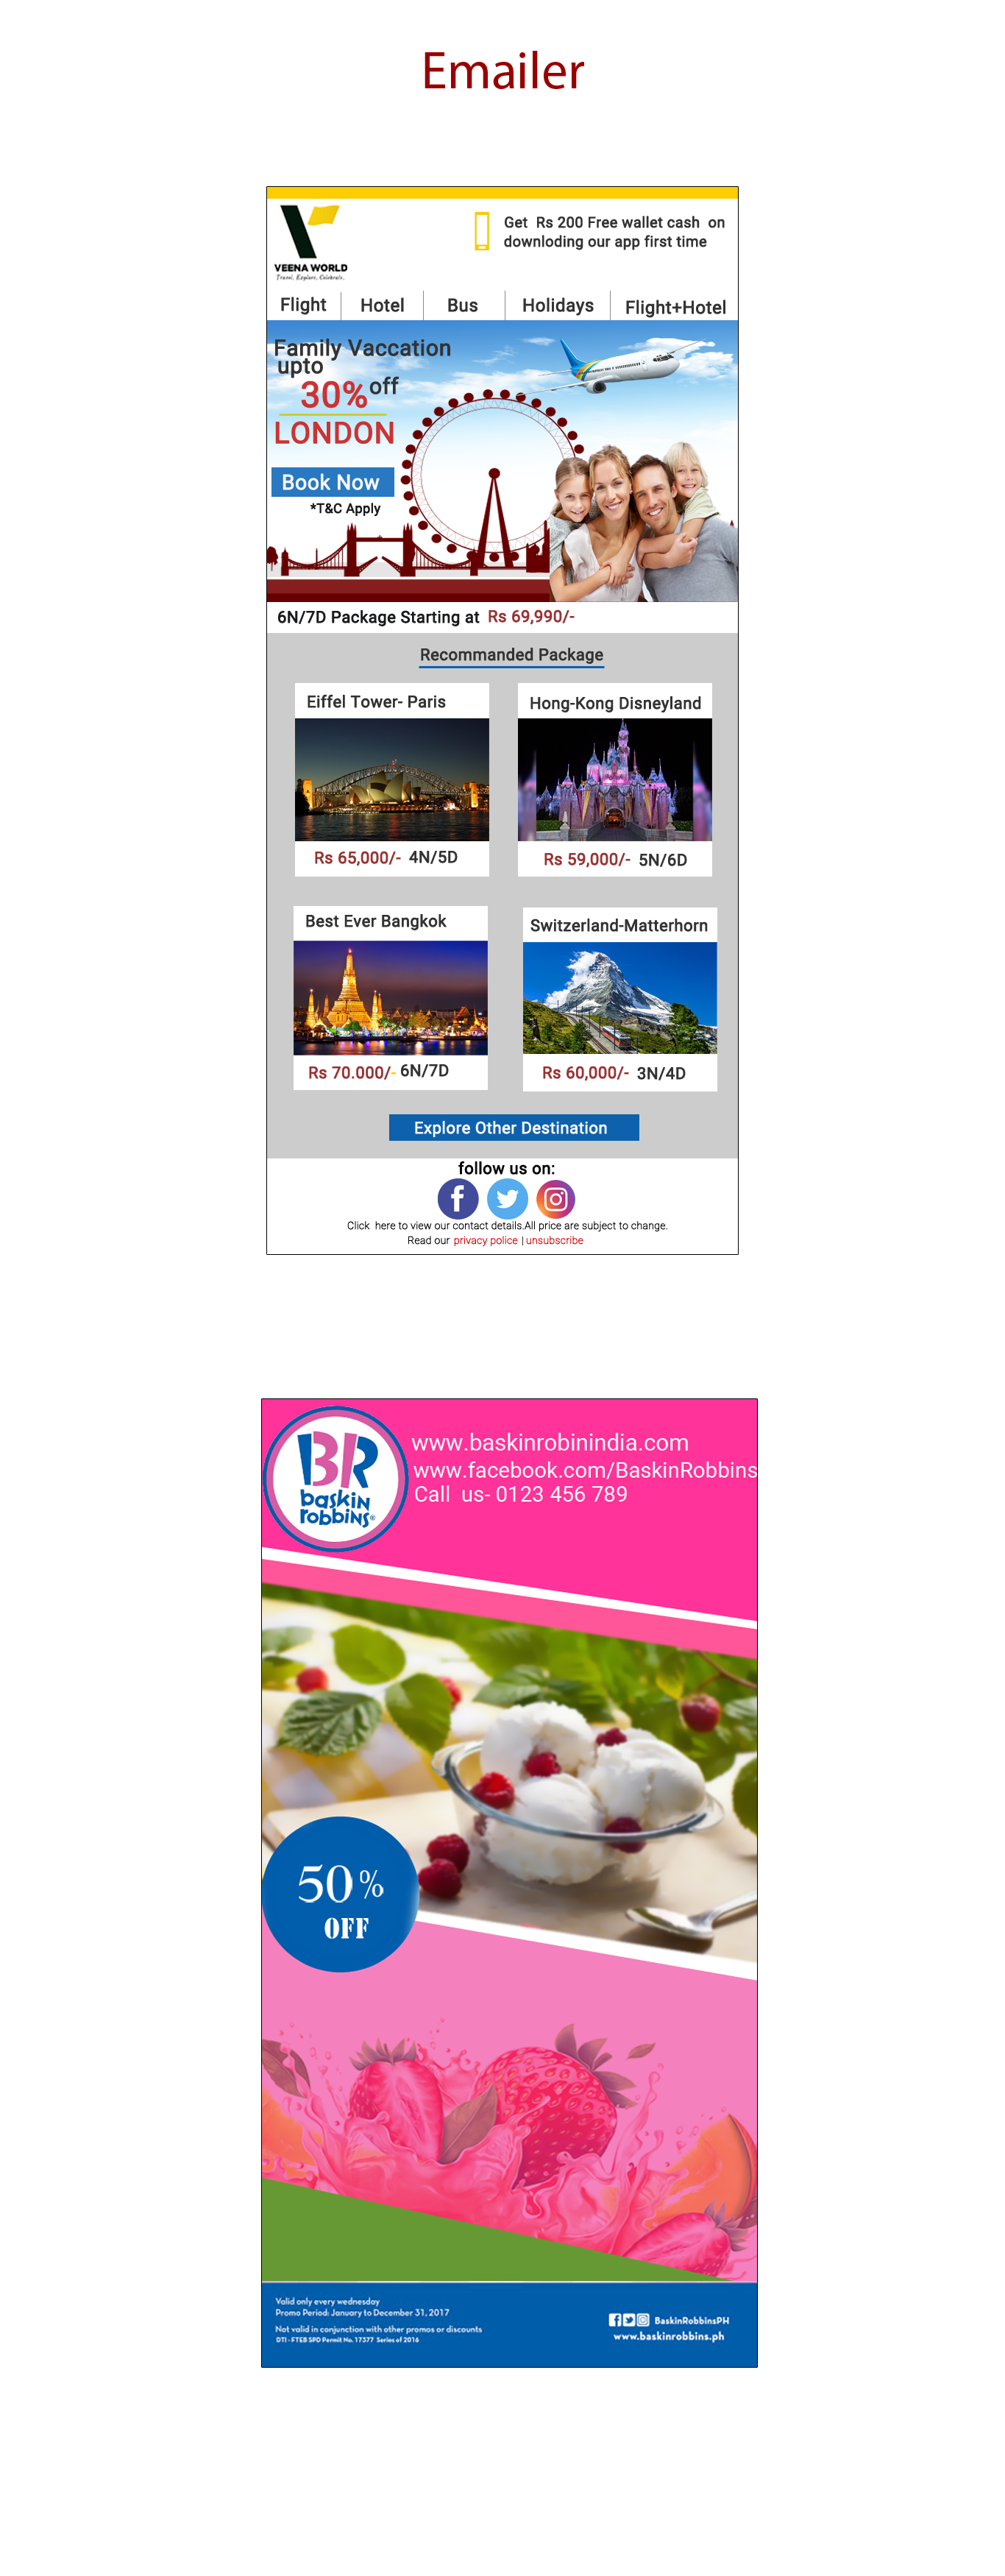 Emailer
VEENA WORLD
Travel. Explore. Celebrate.
Get Rs 200 Free wallet cash on
downloding our app first time
Flight
Hotel
Bus
Holidays
Flight+Hotel
Family Vaccation
upto
30% off
LONDON
Book Now
*T&C Apply
6N/7D Package Starting at Rs 69,990/-
Recommanded Package
Eiffel Tower- Paris
Rs 65,000/- 4N/5D
Hong-Kong Disneyland
Rs 59,000/- 5N/6D
Best Ever Bangkok
Rs 70.000/- 6N/7D
Switzerland-Matterhorn
Rs 60,000/- 3N/4D
Explore Other Destination
follow us on:
Click here to view our contact details.All price are subject to change.
Read our privacy police | unsubscribe
BR
baskin
robbins®
www.baskinrobinindia.com
www.facebook.com/BaskinRobbins
Call us- 0123 456 789
50%
OFF
Valid only every wednesday
Promo Period: January to December 31, 2017
Not valid in conjunction with other promos or discounts
DTI - FTEB SPD Permit No. 17377 Series of 2016
BaskinRobbinsPH
www.baskinrobbins.ph